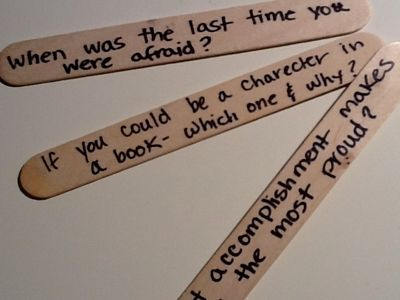 When was the last time you
were afraid?
If you could be a charecter in
a book- which one & why?
accomplishment makes
the most proud?